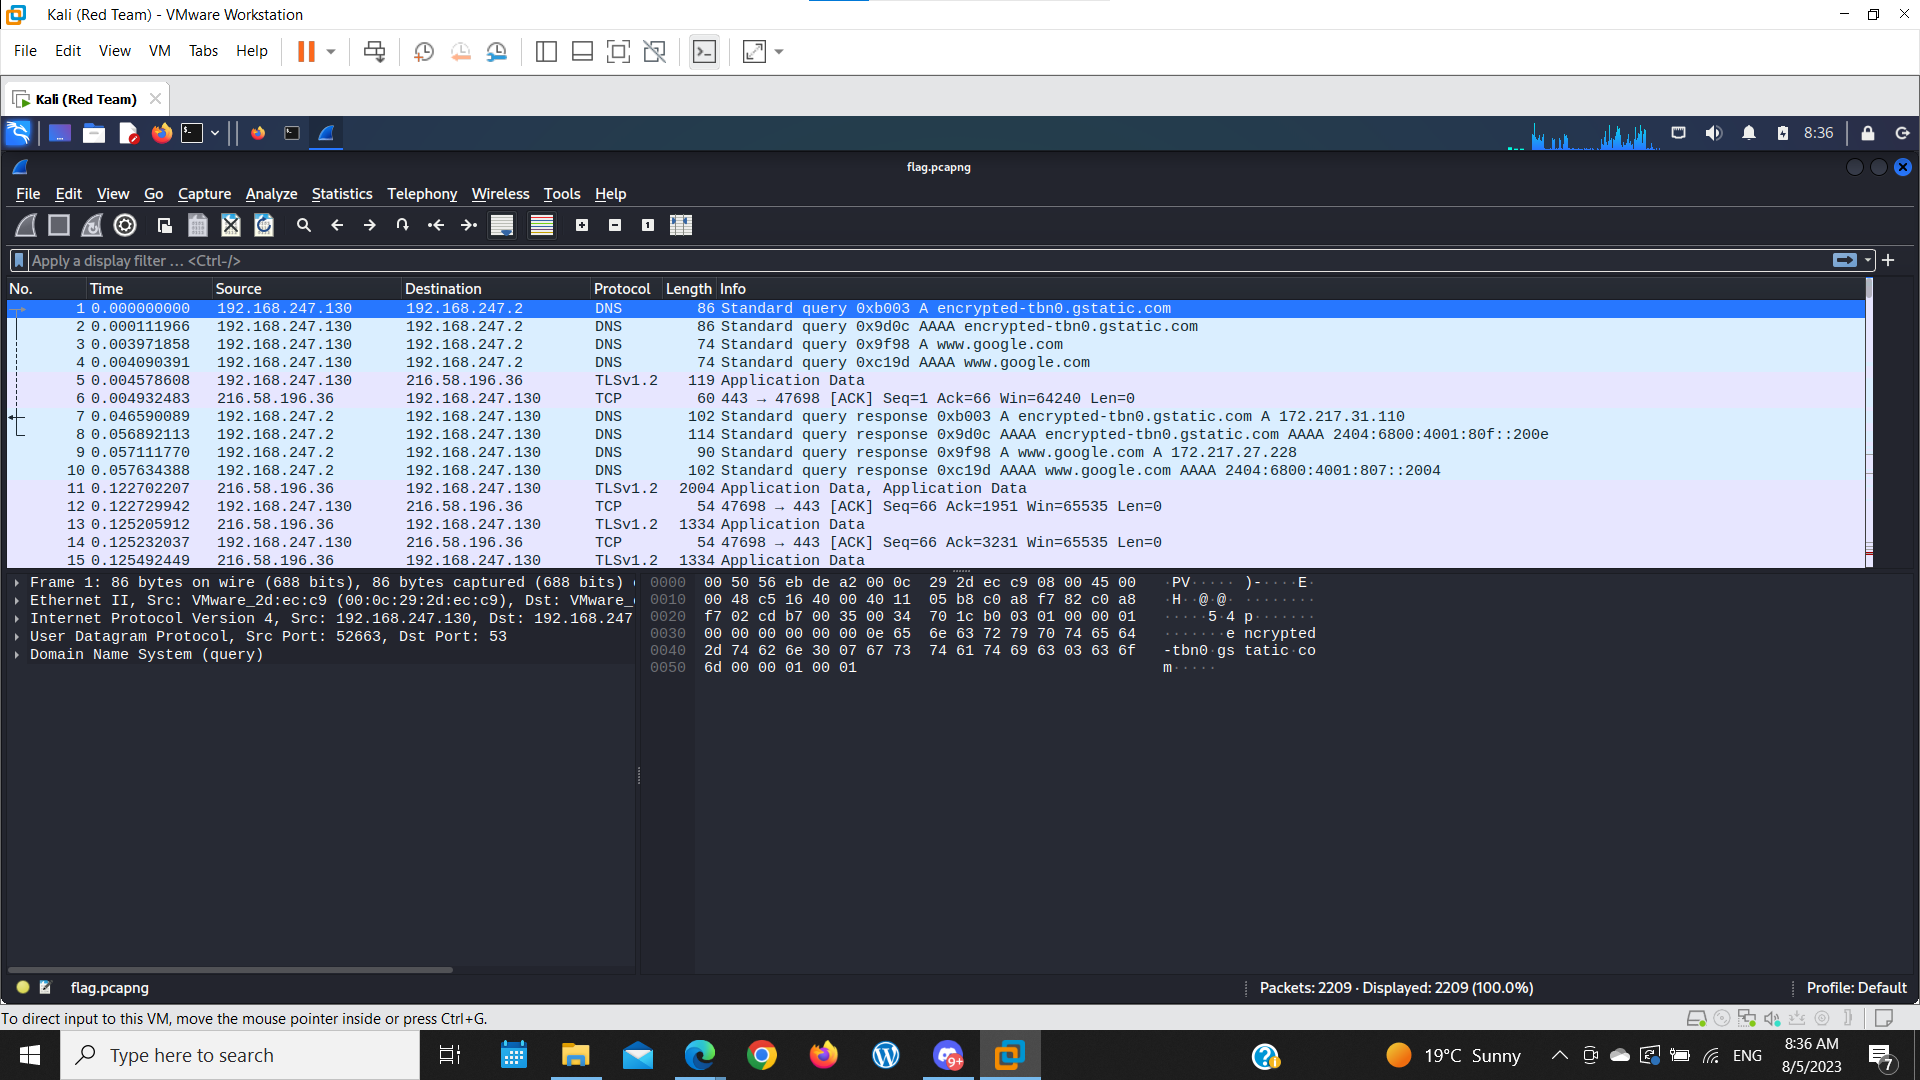 Kali (Red Team) - VMware Workstation
File Edit View VM Tabs Help
Kali (Red Team)
8:36
flag.pcapng
File Edit View Go Capture Analyze Statistics Telephony Wireless Tools Help
Apply a display filter … <Ctrl-/>
No. Time Source Destination Protocol Length Info
1 0.000000000 192.168.247.130 192.168.247.2 DNS 86 Standard query 0xb003 A encrypted-tbn0.gstatic.com
2 0.000111966 192.168.247.130 192.168.247.2 DNS 86 Standard query 0x9d0c AAAA encrypted-tbn0.gstatic.com
3 0.003971858 192.168.247.130 192.168.247.2 DNS 74 Standard query 0x9f98 A www.google.com
4 0.004090391 192.168.247.130 192.168.247.2 DNS 74 Standard query 0xc19d AAAA www.google.com
5 0.004578608 192.168.247.130 216.58.196.36 TLSv1.2 119 Application Data
6 0.004932483 216.58.196.36 192.168.247.130 TCP 60 443 → 47698 [ACK] Seq=1 Ack=66 Win=64240 Len=0
7 0.046590089 192.168.247.2 192.168.247.130 DNS 102 Standard query response 0xb003 A encrypted-tbn0.gstatic.com A 172.217.31.110
8 0.056892113 192.168.247.2 192.168.247.130 DNS 114 Standard query response 0x9d0c AAAA encrypted-tbn0.gstatic.com AAAA 2404:6800:4001:80f::200e
9 0.057111770 192.168.247.2 192.168.247.130 DNS 90 Standard query response 0x9f98 A www.google.com A 172.217.27.228
10 0.057634388 192.168.247.2 192.168.247.130 DNS 102 Standard query response 0xc19d AAAA www.google.com AAAA 2404:6800:4001:807::2004
11 0.122702207 216.58.196.36 192.168.247.130 TLSv1.2 2004 Application Data, Application Data
12 0.122729942 192.168.247.130 216.58.196.36 TCP 54 47698 → 443 [ACK] Seq=66 Ack=1951 Win=65535 Len=0
13 0.125205912 216.58.196.36 192.168.247.130 TLSv1.2 1334 Application Data
14 0.125232037 192.168.247.130 216.58.196.36 TCP 54 47698 → 443 [ACK] Seq=66 Ack=3231 Win=65535 Len=0
15 0.125492449 216.58.196.36 192.168.247.130 TLSv1.2 1334 Application Data
Frame 1: 86 bytes on wire (688 bits), 86 bytes captured (688 bits)
Ethernet II, Src: VMware_2d:ec:c9 (00:0c:29:2d:ec:c9), Dst: VMware_
Internet Protocol Version 4, Src: 192.168.247.130, Dst: 192.168.247
User Datagram Protocol, Src Port: 52663, Dst Port: 53
Domain Name System (query)
0000 00 50 56 eb de a2 00 0c 29 2d ec c9 08 00 45 00 ·PV····· )-····E·
0010 00 48 c5 16 40 00 40 11 05 b8 c0 a8 f7 82 c0 a8 ·H··@·@· ········
0020 f7 02 cd b7 00 35 00 34 70 1c b0 03 01 00 00 01 ·····5·4 p·······
0030 00 00 00 00 00 00 0e 65 6e 63 72 79 70 74 65 64 ·······e ncrypted
0040 2d 74 62 6e 30 07 67 73 74 61 74 69 63 03 63 6f -tbn0·gs tatic·co
0050 6d 00 00 01 00 01 m·····
flag.pcapng
Packets: 2209 · Displayed: 2209 (100.0%)
Profile: Default
To direct input to this VM, move the mouse pointer inside or press Ctrl+G.
Type here to search
9+
19°C Sunny
ENG
8:36 AM
8/5/2023
7